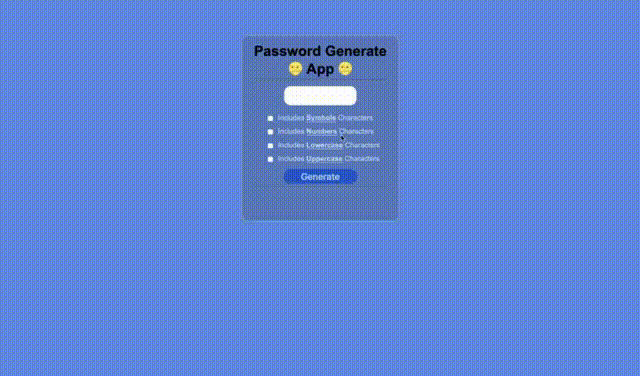 Password Generate
😐 App 😐
Includes Symbols Characters
Includes Numbers Characters
Includes Lowercase Characters
Includes Uppercase Characters
Generate